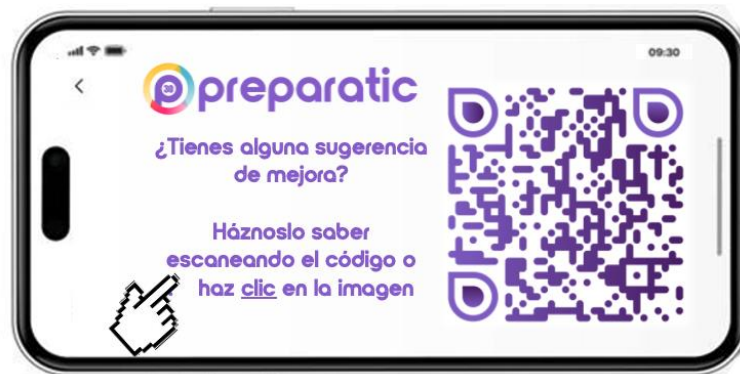 09:30
preparatic
¿Tienes alguna sugerencia
de mejora?
Háznoslo saber
escaneando el código o
haz clic en la imagen